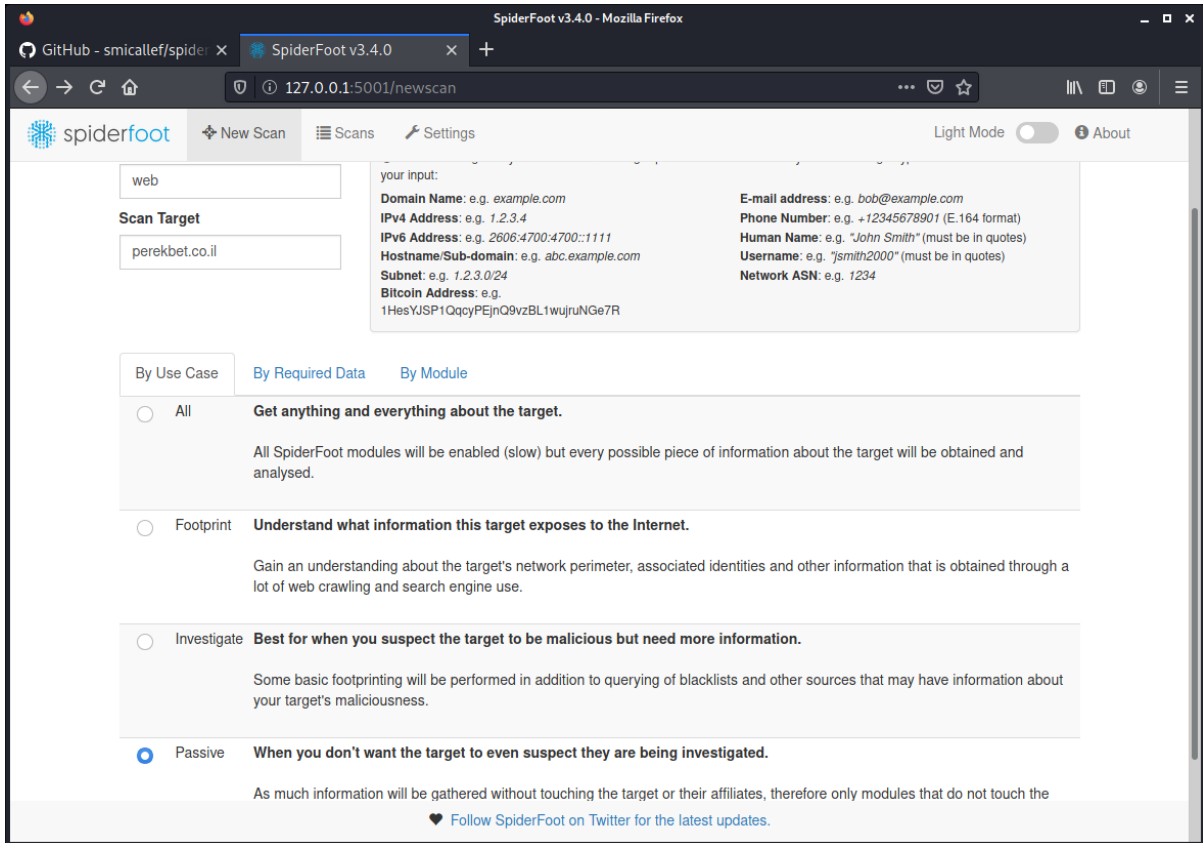 SpiderFoot v3.4.0 - Mozilla Firefox
GitHub - smicallef/spider
SpiderFoot v3.4.0
127.0.0.1:5001/newscan
spiderfoot
New Scan
Scans
Settings
Light Mode
About
web
Scan Target
perekbet.co.il
your input:
Domain Name: e.g. example.com
IPv4 Address: e.g. 1.2.3.4
IPv6 Address: e.g. 2606:4700:4700::1111
Hostname/Sub-domain: e.g. abc.example.com
Subnet: e.g. 1.2.3.0/24
Bitcoin Address: e.g.
1HesYJSP1QqcyPEjnQ9vzBL1wujruNGe7R
E-mail address: e.g. bob@example.com
Phone Number: e.g. +12345678901 (E.164 format)
Human Name: e.g. "John Smith" (must be in quotes)
Username: e.g. "jsmith2000" (must be in quotes)
Network ASN: e.g. 1234
By Use Case
By Required Data
By Module
All
Get anything and everything about the target.
All SpiderFoot modules will be enabled (slow) but every possible piece of information about the target will be obtained and
analysed.
Footprint
Understand what information this target exposes to the Internet.
Gain an understanding about the target's network perimeter, associated identities and other information that is obtained through a
lot of web crawling and search engine use.
Investigate
Best for when you suspect the target to be malicious but need more information.
Some basic footprinting will be performed in addition to querying of blacklists and other sources that may have information about
your target's maliciousness.
Passive
When you don't want the target to even suspect they are being investigated.
As much information will be gathered without touching the target or their affiliates, therefore only modules that do not touch the
Follow SpiderFoot on Twitter for the latest updates.